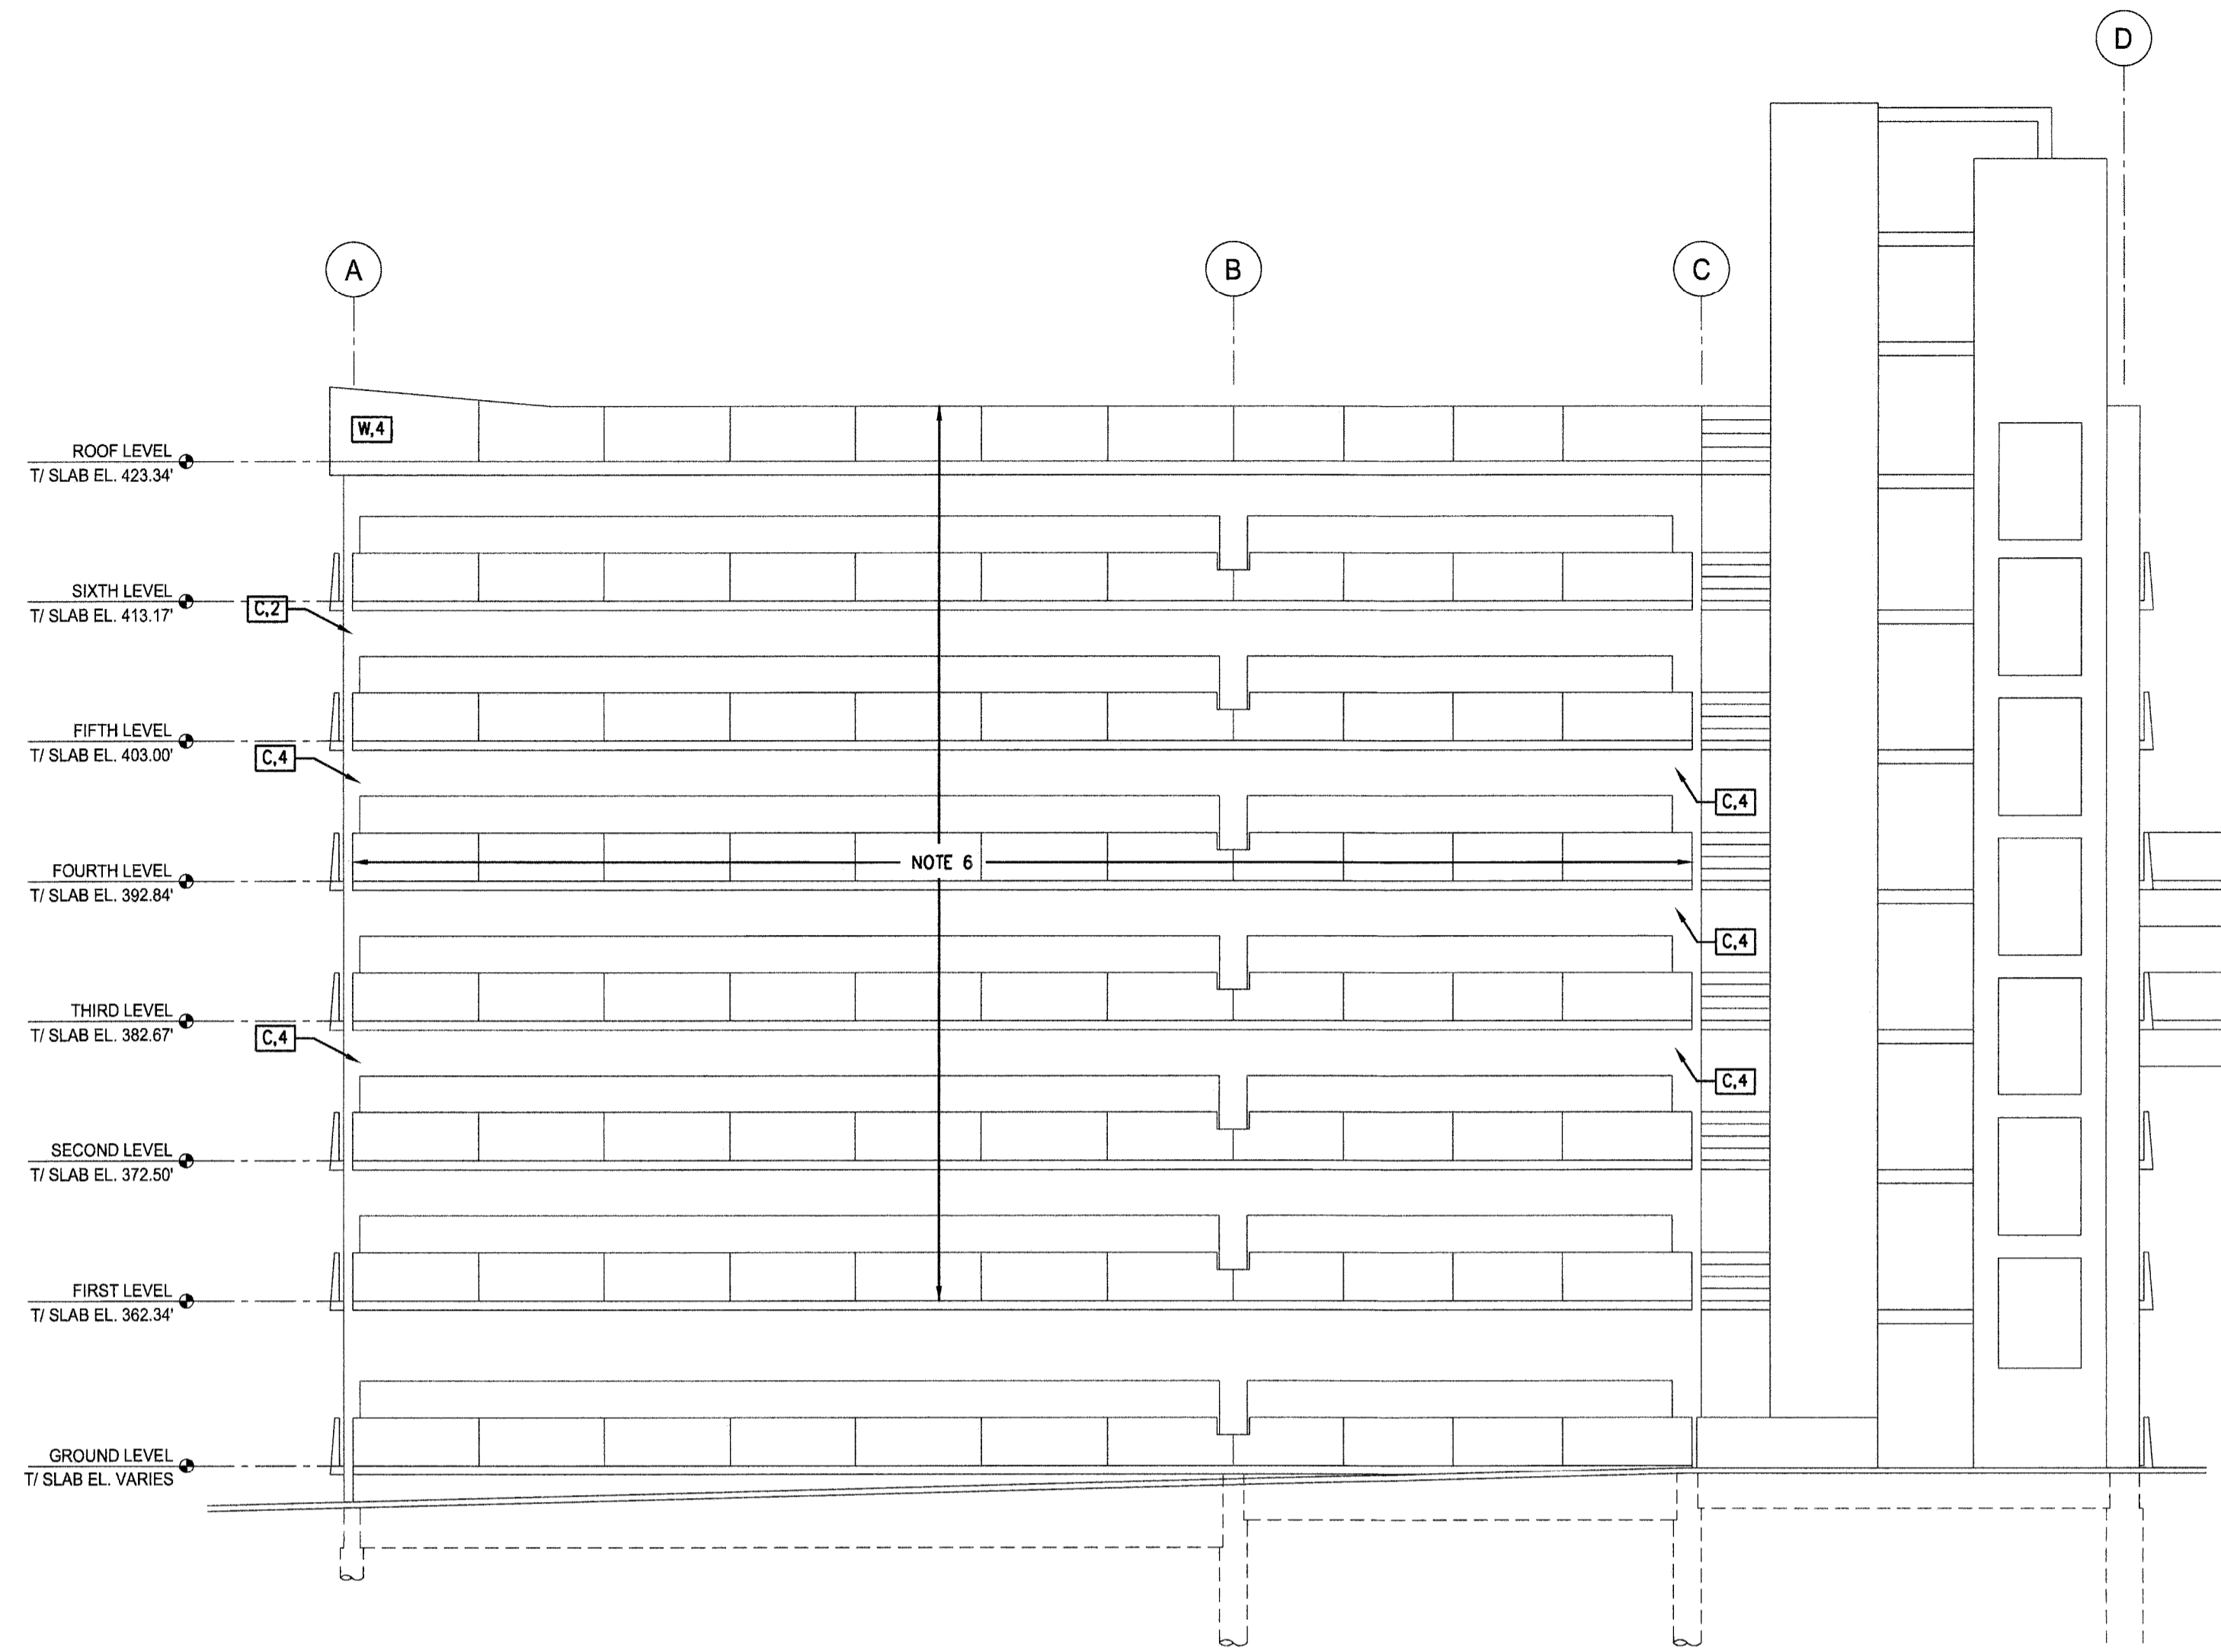 D
A
B
C
W,4
ROOF LEVEL
T/ SLAB EL. 423.34'
SIXTH LEVEL
T/ SLAB EL. 413.17'
C,2
FIFTH LEVEL
T/ SLAB EL. 403.00'
C,4
C,4
NOTE 6
FOURTH LEVEL
T/ SLAB EL. 392.84'
C,4
THIRD LEVEL
T/ SLAB EL. 382.67'
C,4
C,4
SECOND LEVEL
T/ SLAB EL. 372.50'
FIRST LEVEL
T/ SLAB EL. 362.34'
GROUND LEVEL
T/ SLAB EL. VARIES